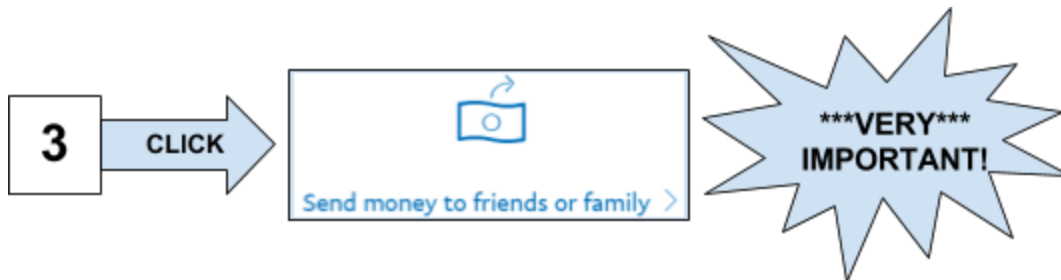 3
CLICK
Send money to friends or family >
***VERY***
IMPORTANT!